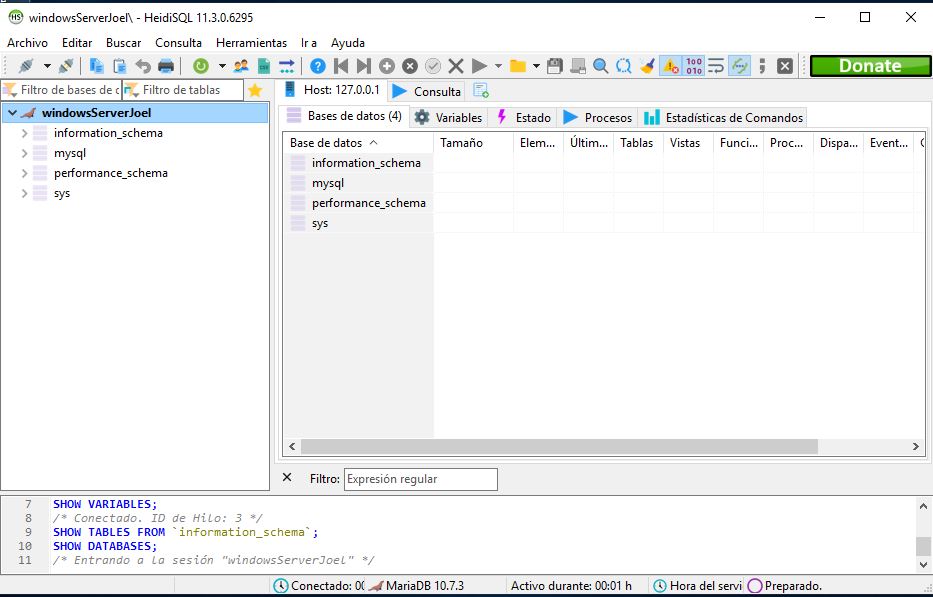 windowsServerJoel\ - HeidiSQL 11.3.0.6295
Archivo Editar Buscar Consulta Herramientas Ir a Ayuda
Donate
Filtro de bases de d Filtro de tablas
Host: 127.0.0.1 Consulta
Bases de datos (4) Variables Estado Procesos Estadísticas de Comandos
windowsServerJoel
information_schema
mysql
performance_schema
sys
Base de datos Tamaño Elem... Últim... Tablas Vistas Funci... Proc... Dispa... Event...
information_schema
mysql
performance_schema
sys
Filtro: Expresión regular
7 SHOW VARIABLES;
8 /* Conectado. ID de Hilo: 3 */
9 SHOW TABLES FROM `information_schema`;
10 SHOW DATABASES;
11 /* Entrando a la sesión "windowsServerJoel" */
Conectado: 00 MariaDB 10.7.3 Activo durante: 00:01 h Hora del servi Preparado.